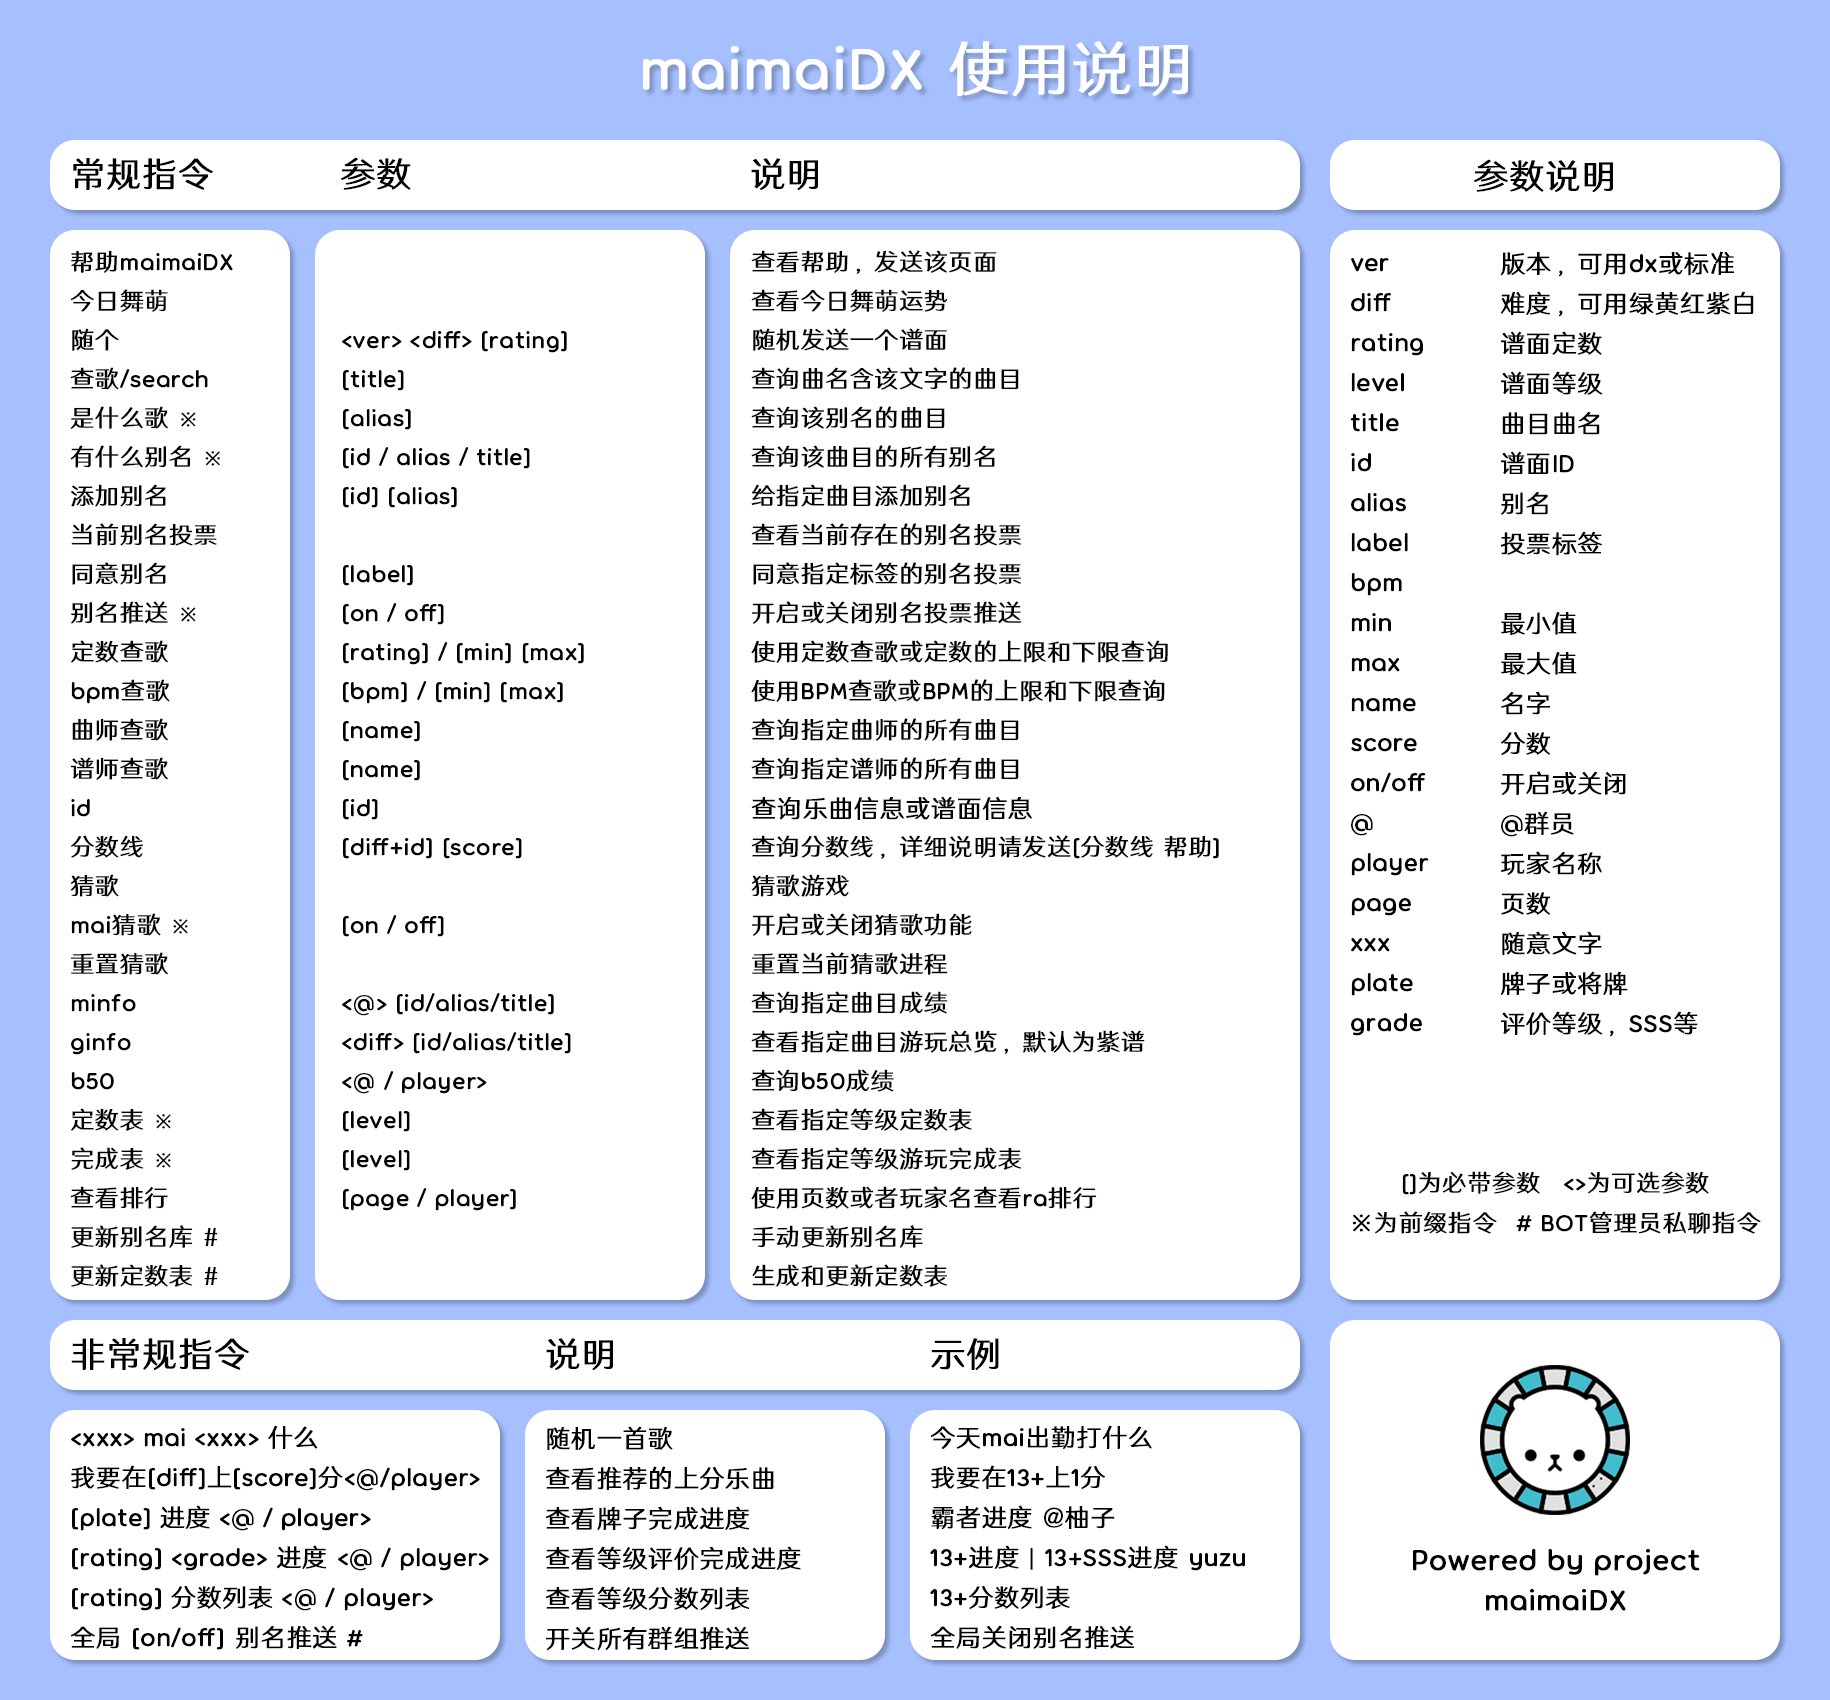 maimaiDX 使用说明
常规指令 参数 说明
帮助maimaiDX 查看帮助，发送该页面
今日舞萌 查看今日舞萌运势
随个 <ver> <diff> [rating] 随机发送一个谱面
查歌/search [title] 查询曲名含该文字的曲目
是什么歌 ※ [alias] 查询该别名的曲目
有什么别名 ※ [id / alias / title] 查询该曲目的所有别名
添加别名 [id] [alias] 给指定曲目添加别名
当前别名投票 查看当前存在的别名投票
同意别名 [label] 同意指定标签的别名投票
别名推送 ※ [on / off] 开启或关闭别名投票推送
定数查歌 [rating] / [min] [max] 使用定数查歌或定数的上限和下限查询
bpm查歌 [bpm] / [min] [max] 使用BPM查歌或BPM的上限和下限查询
曲师查歌 [name] 查询指定曲师的所有曲目
谱师查歌 [name] 查询指定谱师的所有曲目
id [id] 查询乐曲信息或谱面信息
分数线 [diff+id] [score] 查询分数线，详细说明请发送[分数线 帮助]
猜歌 猜歌游戏
mai猜歌 ※ [on / off] 开启或关闭猜歌功能
重置猜歌 重置当前猜歌进程
minfo <@> [id/alias/title] 查询指定曲目成绩
ginfo <diff> [id/alias/title] 查看指定曲目游玩总览，默认为紫谱
b50 <@ / player> 查询b50成绩
定数表 ※ [level] 查看指定等级定数表
完成表 ※ [level] 查看指定等级游玩完成表
查看排行 [page / player] 使用页数或者玩家名查看ra排行
更新别名库 # 手动更新别名库
更新定数表 # 生成和更新定数表
参数说明
ver 版本，可用dx或标准
diff 难度，可用绿黄红紫白
rating 谱面定数
level 谱面等级
title 曲目曲名
id 谱面ID
alias 别名
label 投票标签
bpm
min 最小值
max 最大值
name 名字
score 分数
on/off 开启或关闭
@ @群员
player 玩家名称
page 页数
xxx 随意文字
plate 牌子或将牌
grade 评价等级，SSS等
[]为必带参数 <>为可选参数
※为前缀指令 # BOT管理员私聊指令
非常规指令 说明 示例
<xxx> mai <xxx> 什么 随机一首歌 今天mai出勤打什么
我要在[diff]上[score]分<@/player> 查看推荐的上分乐曲 我要在13+上1分
[plate] 进度 <@ / player> 查看牌子完成进度 霸者进度 @柚子
[rating] <grade> 进度 <@ / player> 查看等级评价完成进度 13+进度 | 13+SSS进度 yuzu
[rating] 分数列表 <@ / player> 查看等级分数列表 13+分数列表
全局 [on/off] 别名推送 # 开关所有群组推送 全局关闭别名推送
Powered by project
maimaiDX